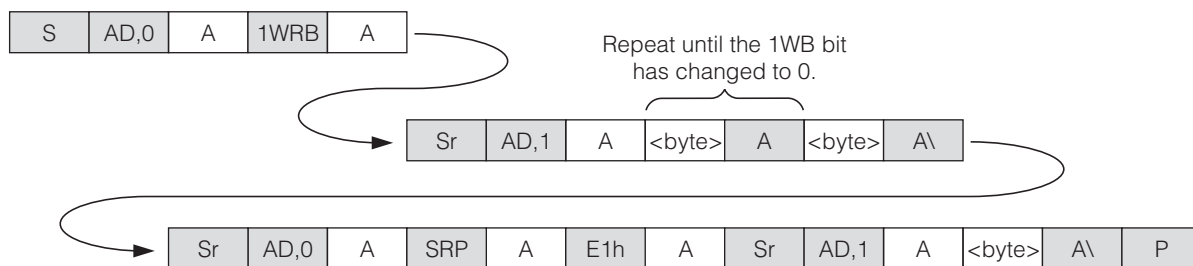 S AD,0 A 1WRB A
Repeat until the 1WB bit
has changed to 0.
Sr AD,1 A <byte> A <byte> A\
Sr AD,0 A SRP A E1h A Sr AD,1 A <byte> A\ P